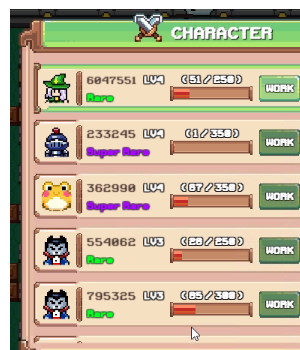 CHARACTER
6047551 LV4 (51/250)
Rare
WORK
233245 LV4 (1/350)
Super Rare
WORK
362990 LV4 (67/350)
Super Rare
WORK
554062 LV3 (28/250)
Rare
WORK
795325 LV3 (65/300)
Rare
WORK